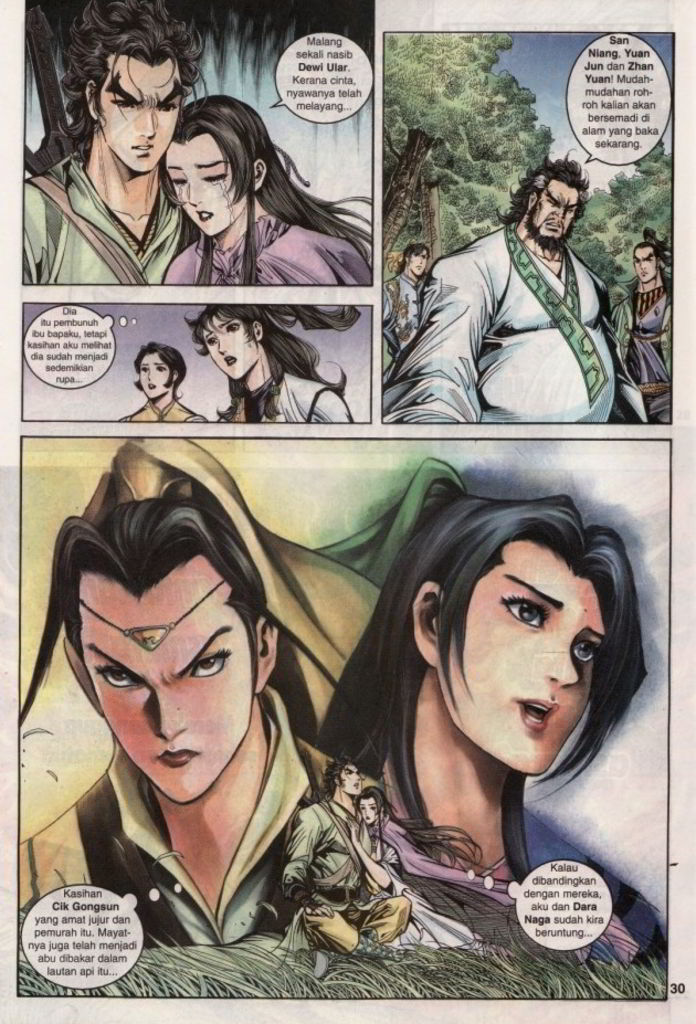 Malang
sekali nasib
Dewi Ular.
Kerana cinta,
nyawanya telah
melayang...
San
Niang, Yuan
Jun dan Zhan
Yuan! Mudah-
mudahan roh-
roh kalian akan
bersemadi di
alam yang baka
sekarang.
Dia
itu pembunuh
ibu bapaku, tetapi
kasihan aku melihat
dia sudah menjadi
sedemikian
rupa...
Kasihan
Cik Gongsun
yang amat jujur dan
pemurah itu. Mayat-
nya juga telah menjadi
abu dibakar dalam
lautan api itu...
Kalau
dibandingkan
dengan mereka,
aku dan Dara
Naga sudah kira
beruntung...
30